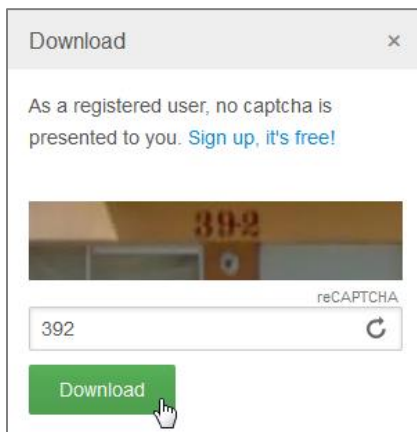 Download ×
As a registered user, no captcha is
presented to you. Sign up, it's free!
392
reCAPTCHA
392
Download